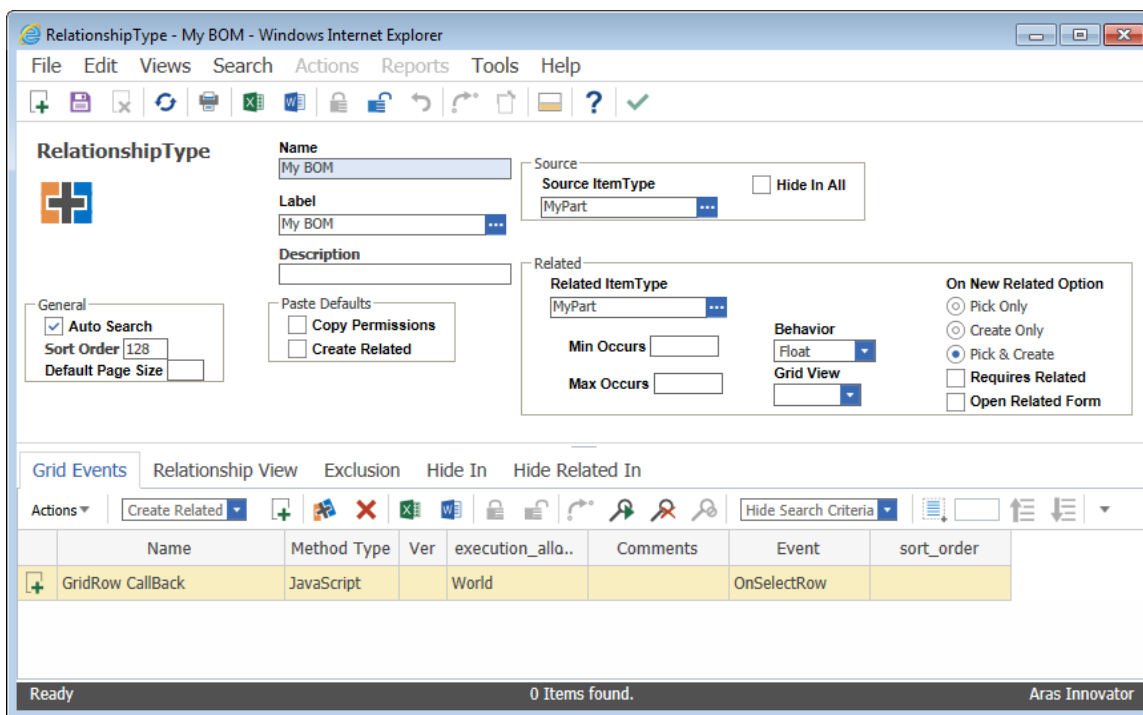 RelationshipType - My BOM - Windows Internet Explorer
File Edit Views Search Actions Reports Tools Help
RelationshipType
Name
My BOM
Label
My BOM
Description
Source
Source ItemType
MyPart
Hide In All
General
Auto Search
Sort Order 128
Default Page Size
Paste Defaults
Copy Permissions
Create Related
Related
Related ItemType
MyPart
Min Occurs
Max Occurs
Behavior
Float
Grid View
On New Related Option
Pick Only
Create Only
Pick & Create
Requires Related
Open Related Form
Grid Events Relationship View Exclusion Hide In Hide Related In
Actions Create Related Hide Search Criteria
Name Method Type Ver execution_allo... Comments Event sort_order
GridRow CallBack JavaScript World OnSelectRow
Ready 0 Items found. Aras Innovator